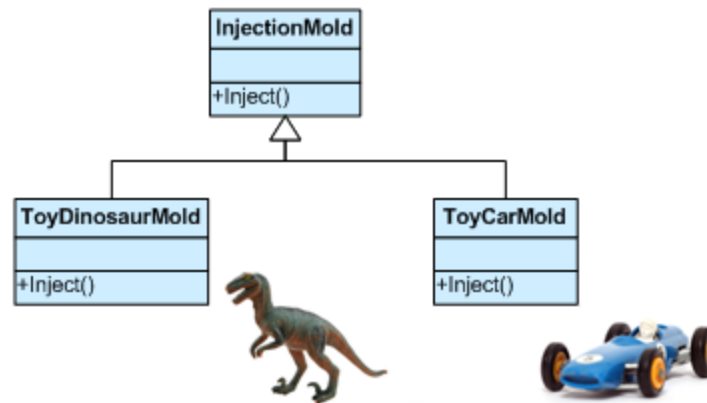 InjectionMold
+Inject()
ToyDinosaurMold
+Inject()
ToyCarMold
+Inject()